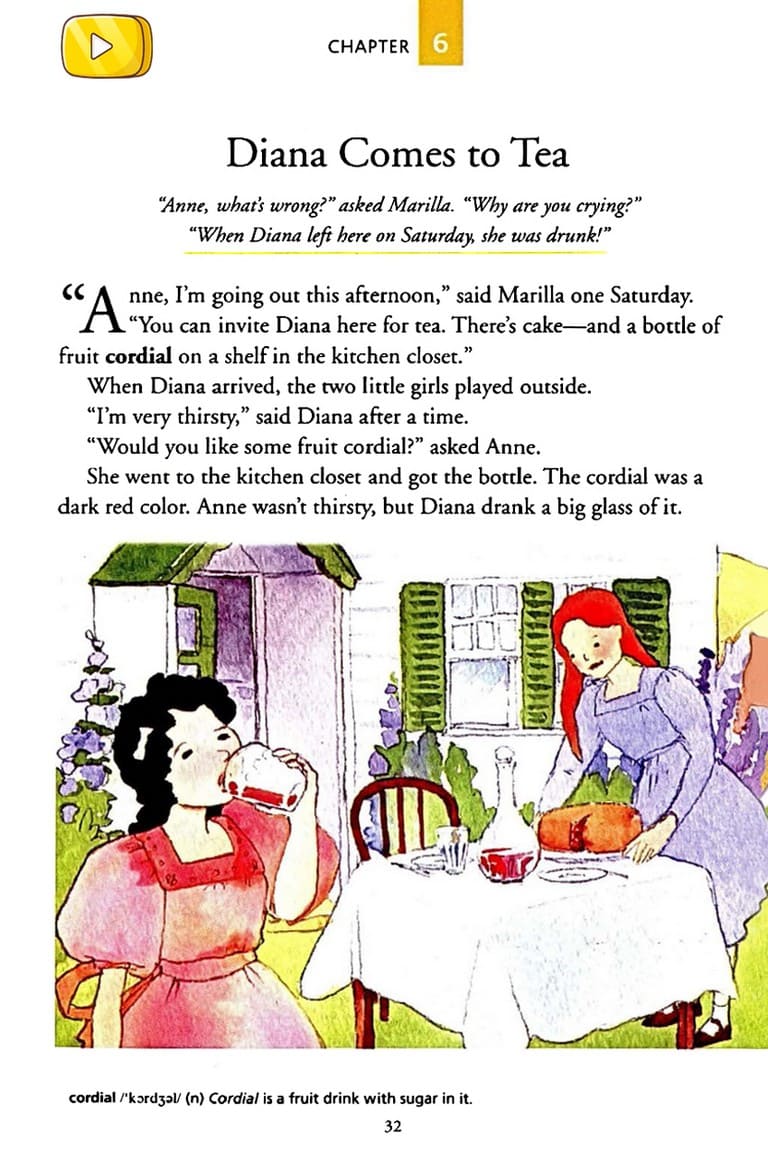 CHAPTER 6
Diana Comes to Tea
“Anne, what’s wrong?” asked Marilla. “Why are you crying?”
“When Diana left here on Saturday, she was drunk!”
“Anne, I’m going out this afternoon,” said Marilla one Saturday.
“You can invite Diana here for tea. There’s cake—and a bottle of
fruit cordial on a shelf in the kitchen closet.”
When Diana arrived, the two little girls played outside.
“I’m very thirsty,” said Diana after a time.
“Would you like some fruit cordial?” asked Anne.
She went to the kitchen closet and got the bottle. The cordial was a
dark red color. Anne wasn’t thirsty, but Diana drank a big glass of it.
cordial /ˈkɔrdʒəl/ (n) Cordial is a fruit drink with sugar in it.
32